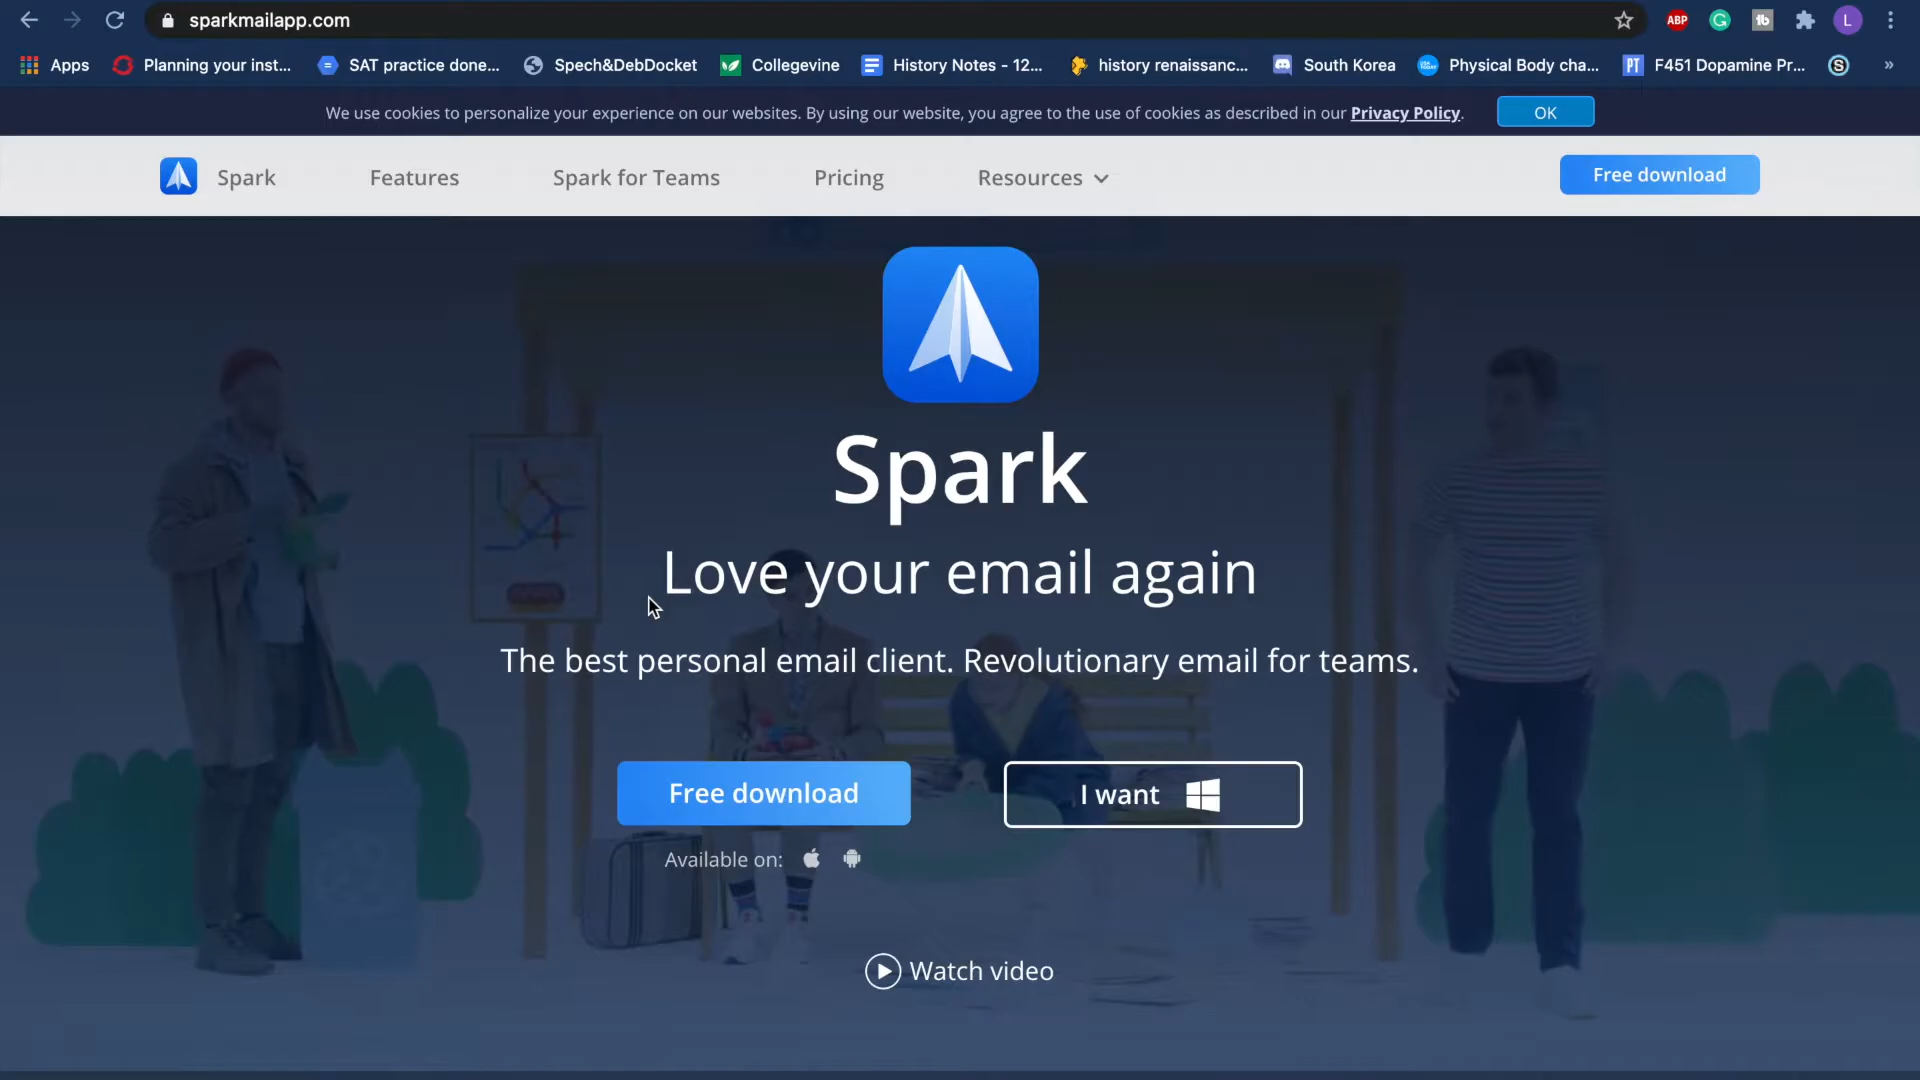 sparkmailapp.com
ABP
L
Apps
Planning your inst...
SAT practice done...
Spech&DebDocket
Collegevine
History Notes - 12...
history renaissanc...
South Korea
Physical Body cha...
PT
F451 Dopamine Pr...
S
»
We use cookies to personalize your experience on our websites. By using our website, you agree to the use of cookies as described in our Privacy Policy.
OK
Spark
Features
Spark for Teams
Pricing
Resources
Free download
Spark
Love your email again
The best personal email client. Revolutionary email for teams.
Free download
I want
Available on:
Watch video